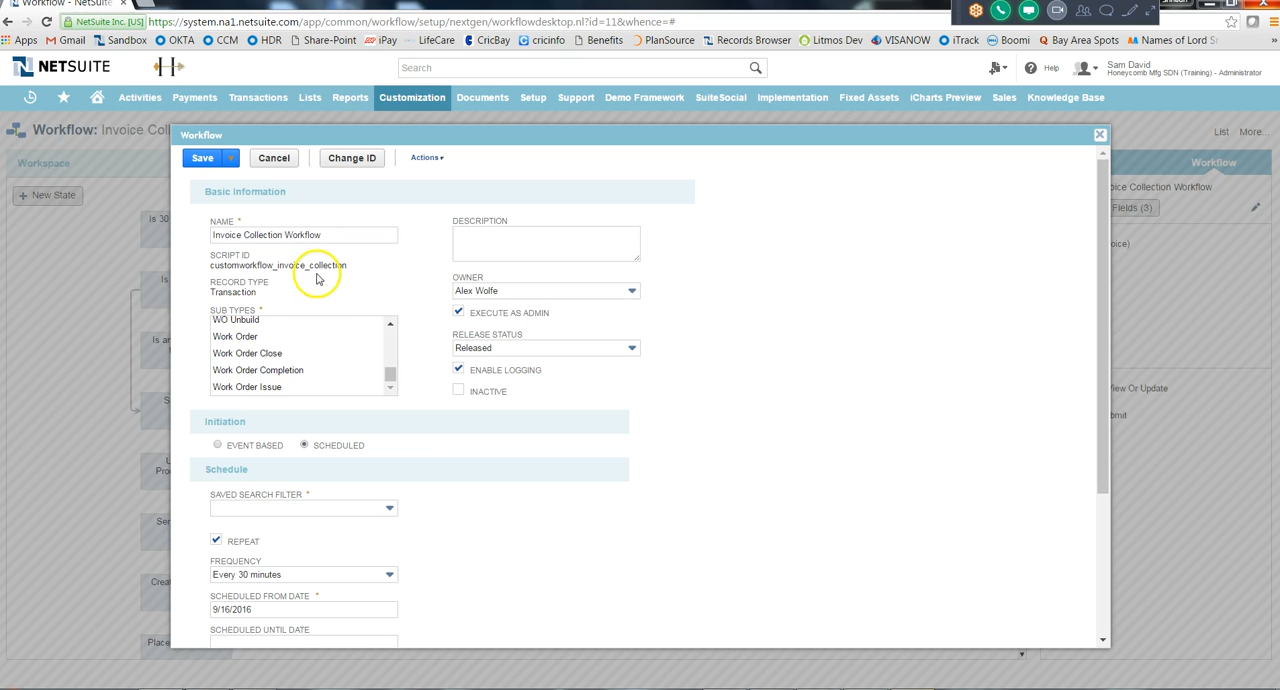 Workflow - NetSuite
NetSuite Inc. [US] https://system.na1.netsuite.com/app/common/workflow/setup/nextgen/workflowdesktop.nl?id=11&whence=#
Apps Gmail Sandbox OKTA CCM HDR Share-Point iPay LifeCare CricBay Benefits PlanSource Records Browser Litmos Dev VISANOW iTrack Boomi Bay Area Spots Names of Lord
NETSUITE
Search
Help
Sam David
Honeycomb Mfg SDN (Training) - Administrator
Activities Payments Transactions Lists Reports Customization Documents Setup Support Demo Framework SuiteSocial Implementation Fixed Assets iCharts Preview Sales Knowledge Base
Workflow: Invoice Coll
List More...
Workflow
Workspace
Workflow
Save Cancel Change ID Actions
New State
oice Collection Workflow
Fields (3)
Basic Information
NAME *
Invoice Collection Workflow
DESCRIPTION
SCRIPT ID
customworkflow_invoice_collection
RECORD TYPE
Transaction
OWNER
Alex Wolfe
EXECUTE AS ADMIN
SUB TYPES *
WO Unbuild
Work Order
Work Order Close
Work Order Completion
Work Order Issue
RELEASE STATUS
Released
ENABLE LOGGING
INACTIVE
Is 30
Is
Is ar
S
U
Proc
Ser
Creat
Place
oice)
View Or Update
bmit
Initiation
EVENT BASED SCHEDULED
Schedule
SAVED SEARCH FILTER *
REPEAT
FREQUENCY
Every 30 minutes
SCHEDULED FROM DATE *
9/16/2016
SCHEDULED UNTIL DATE